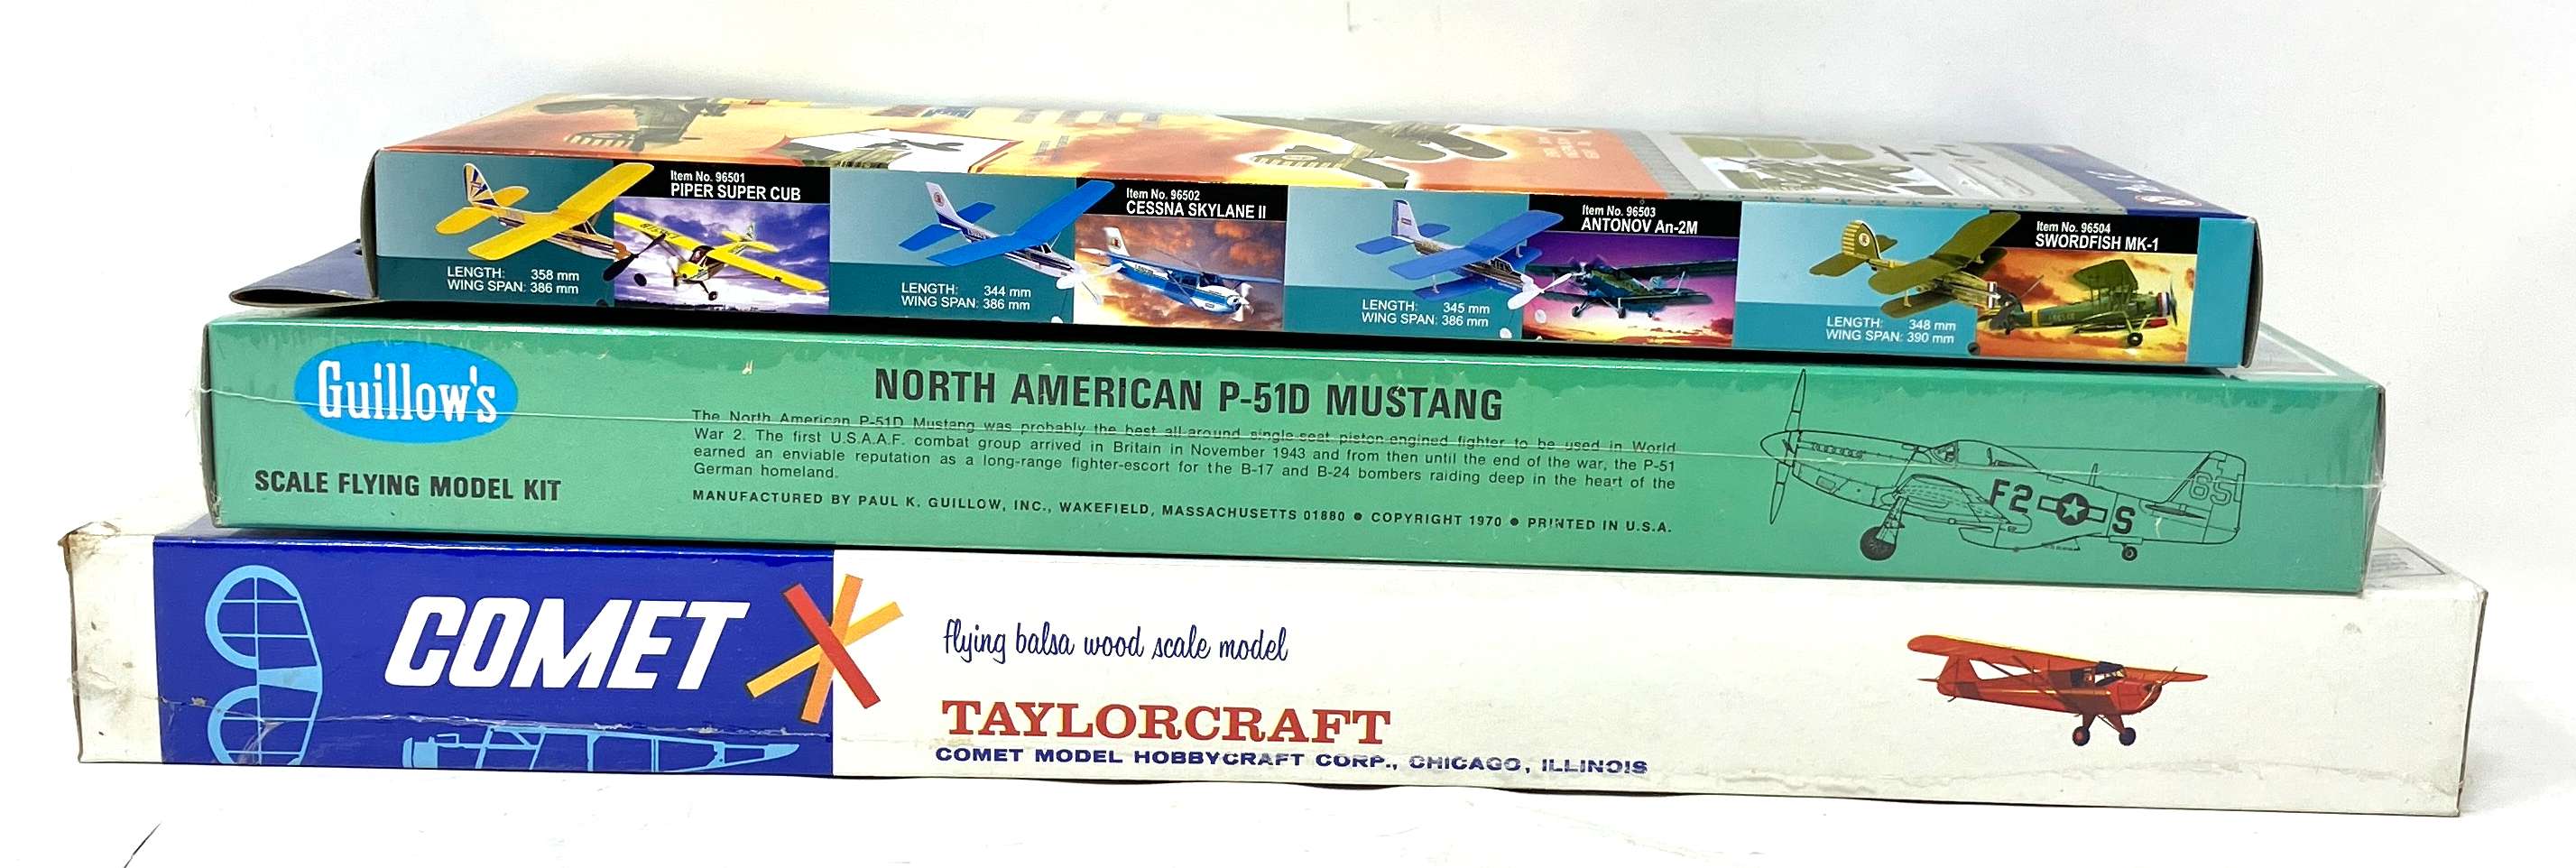 Item No. 96501
PIPER SUPER CUB
LENGTH: 358 mm
WING SPAN: 386 mm
Item No. 96502
CESSNA SKYLANE II
LENGTH: 344 mm
WING SPAN: 386 mm
Item No. 96503
ANTONOV An-2M
LENGTH: 345 mm
WING SPAN: 386 mm
Item No. 96504
SWORDFISH MK-1
LENGTH: 348 mm
WING SPAN: 390 mm
Guillow's
SCALE FLYING MODEL KIT
NORTH AMERICAN P-51D MUSTANG
The North American P-51D Mustang was probably the best all-around single-seat piston-engined fighter to be used in World
War 2. The first U.S.A.A.F. combat group arrived in Britain in November 1943 and from then until the end of the war, the P-51
earned an enviable reputation as a long-range fighter-escort for the B-17 and B-24 bombers raiding deep in the heart of the
German homeland.
MANUFACTURED BY PAUL K. GUILLOW, INC., WAKEFIELD, MASSACHUSETTS 01880 ● COPYRIGHT 1970 ● PRINTED IN U.S.A.
F2 S
65
COMET
flying balsa wood scale model
TAYLORCRAFT
COMET MODEL HOBBYCRAFT CORP., CHICAGO, ILLINOIS